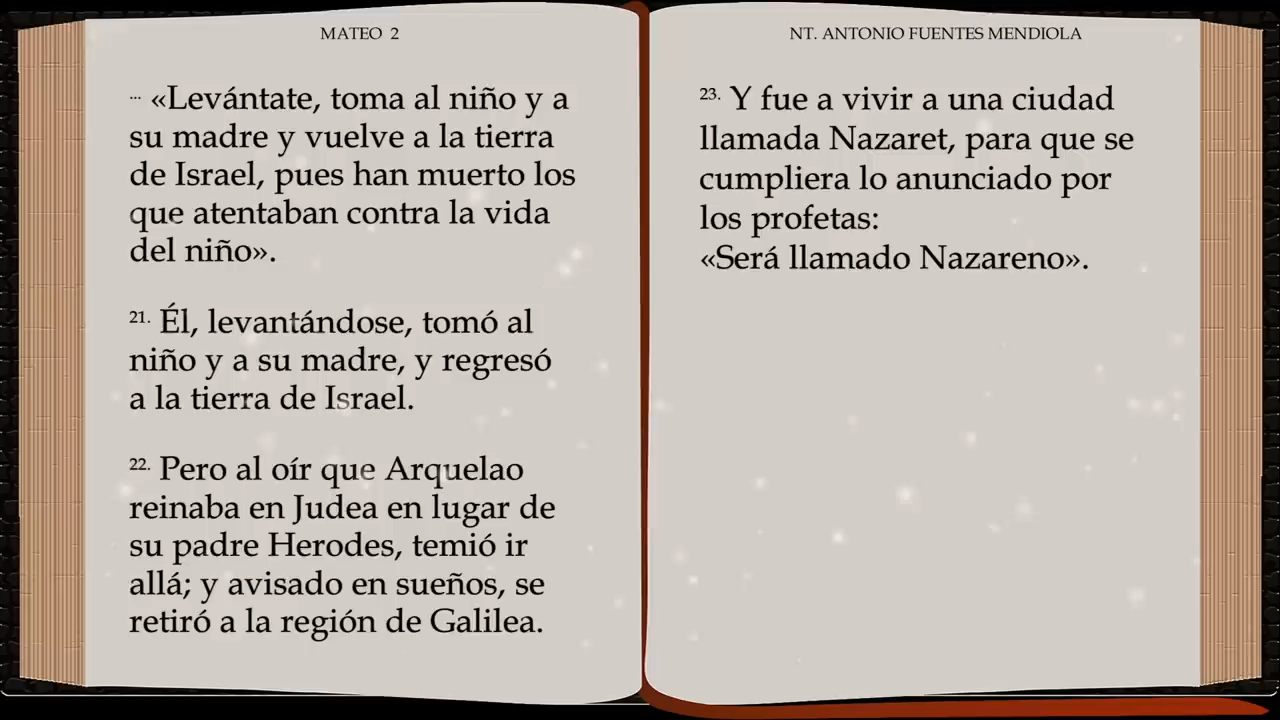 MATEO 2
... «Levántate, toma al niño y a
su madre y vuelve a la tierra
de Israel, pues han muerto los
que atentaban contra la vida
del niño».
21. Él, levantándose, tomó al
niño y a su madre, y regresó
a la tierra de Israel.
22. Pero al oír que Arquelao
reinaba en Judea en lugar de
su padre Herodes, temió ir
allá; y avisado en sueños, se
retiró a la región de Galilea.
NT. ANTONIO FUENTES MENDIOLA
23. Y fue a vivir a una ciudad
llamada Nazaret, para que se
cumpliera lo anunciado por
los profetas:
«Será llamado Nazareno».